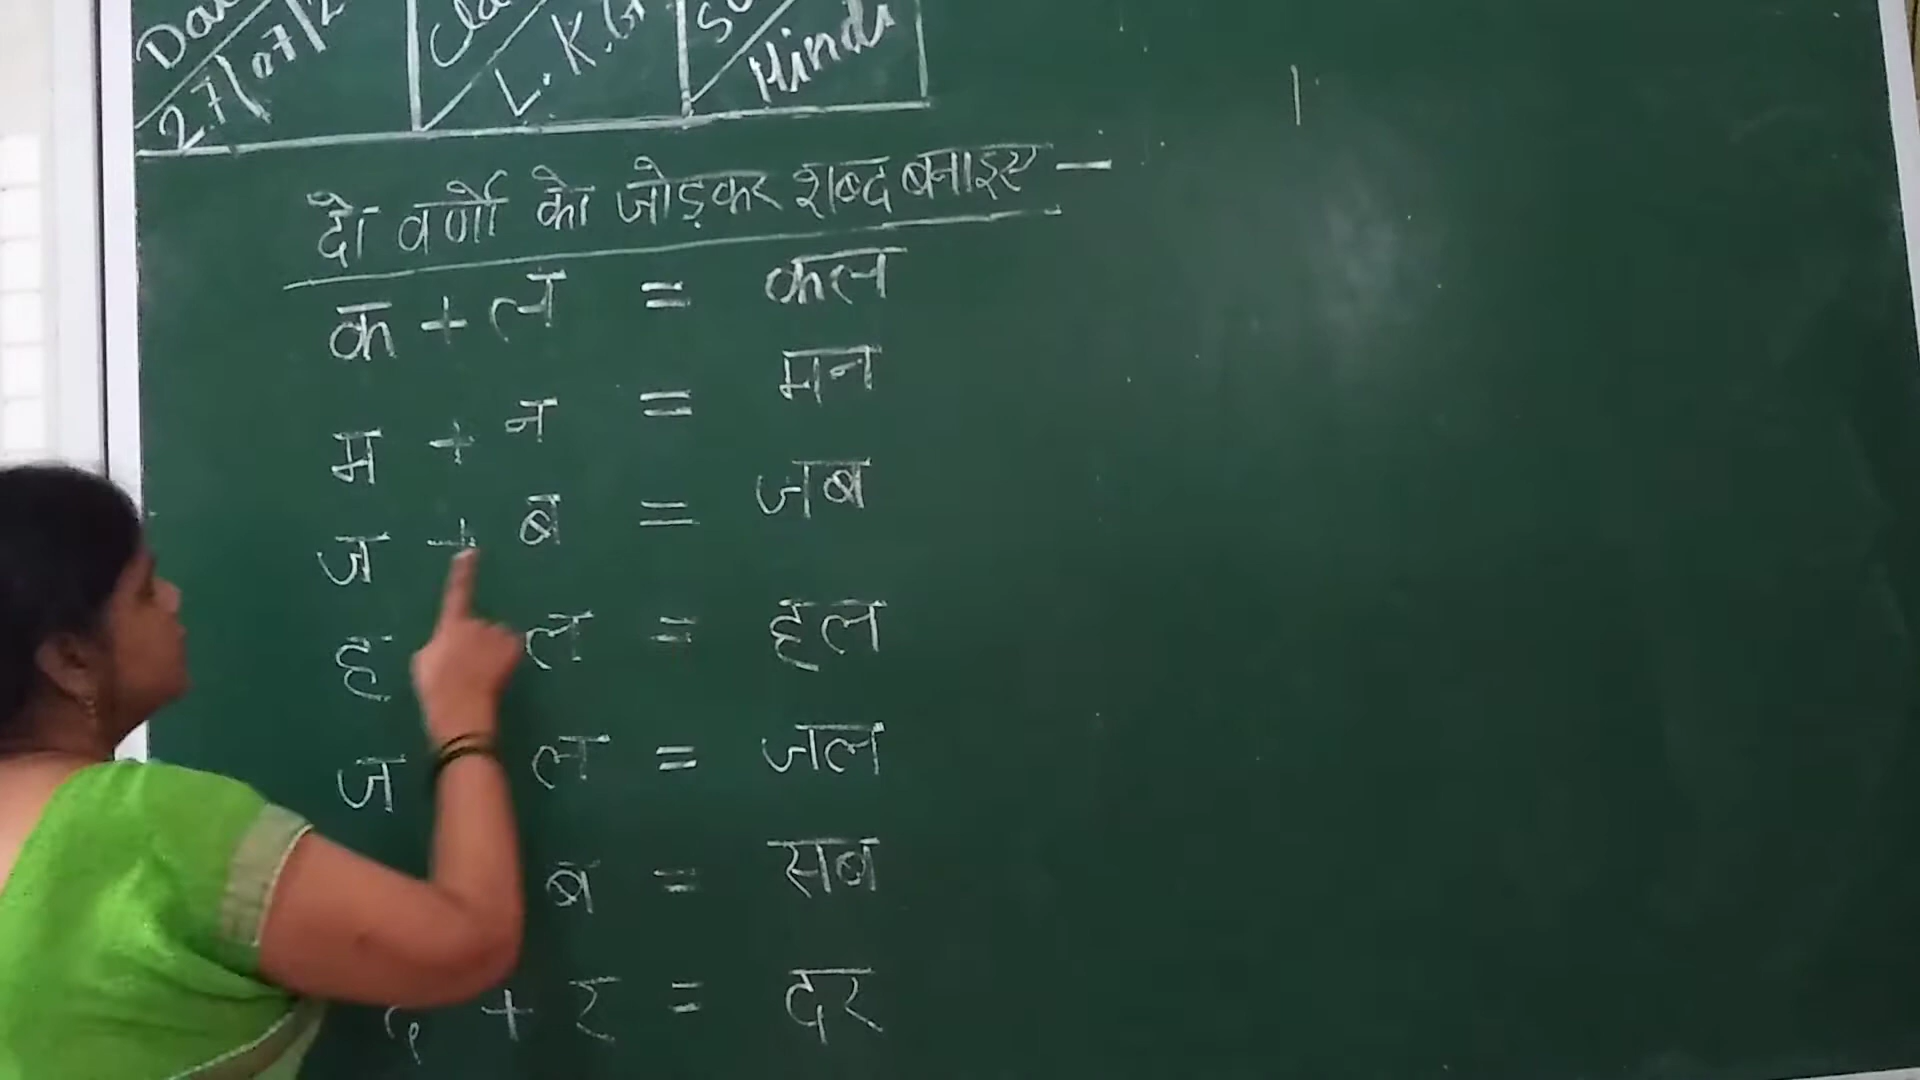 27/07/2 L.K.G Hindi
दो वर्णो को जोड़कर शब्द बनाइए —
क + ल = कल
म + न = मन
ज + ब = जब
ह ल = हल
ज ल = जल
ब = सब
द + र = दर